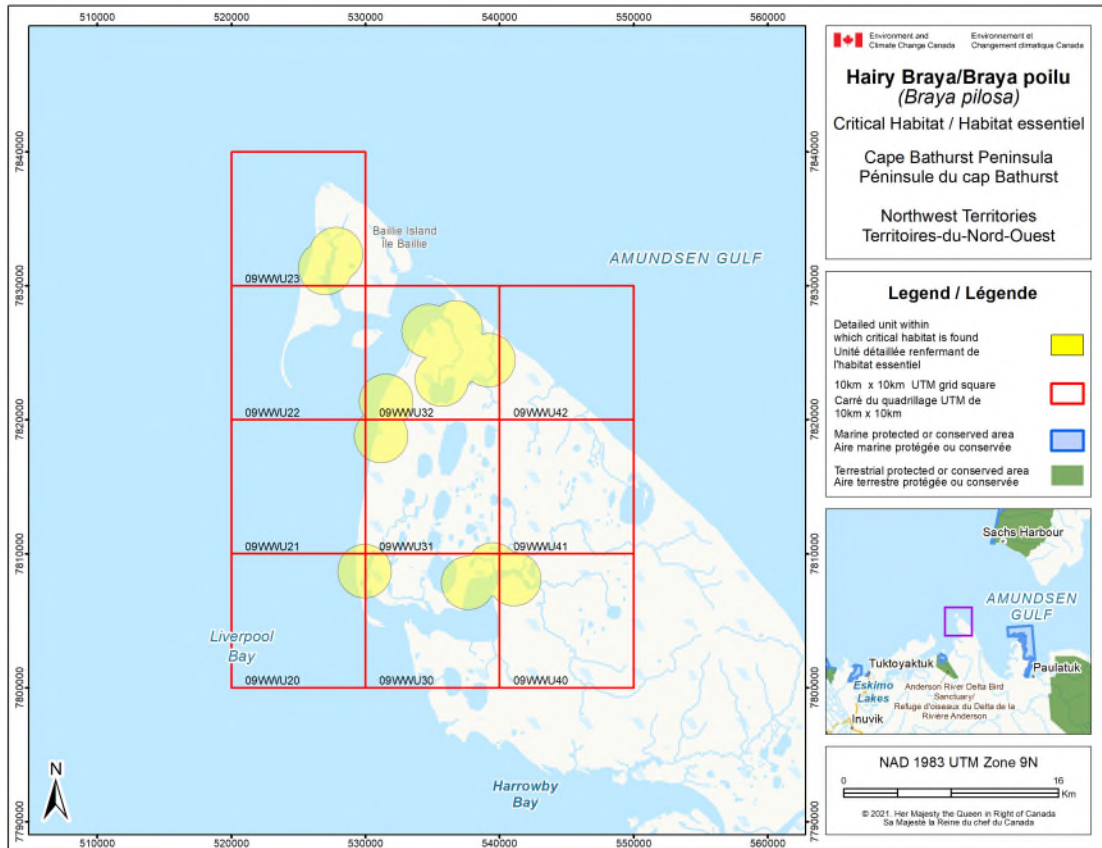 510000 520000 530000 540000 550000 560000
7840000
7830000
7820000
7810000
7800000
7790000
Baillie Island
Île Baillie
AMUNDSEN GULF
09WWU23
09WWU22 09WWU32 09WWU42
09WWU21 09WWU31 09WWU41
Liverpool
Bay
09WWU20 09WWU30 09WWU40
Harrowby
Bay
N
7840000
7830000
7820000
7810000
7800000
7790000
510000 520000 530000 540000 550000 560000
Environment and
Climate Change Canada
Environnement et
Changement climatique Canada
Hairy Braya/Braya poilu
(Braya pilosa)
Critical Habitat / Habitat essentiel
Cape Bathurst Peninsula
Péninsule du cap Bathurst
Northwest Territories
Territoires-du-Nord-Ouest
Legend / Légende
Detailed unit within
which critical habitat is found
Unité détaillée renfermant de
l'habitat essentiel
10km x 10km UTM grid square
Carré du quadrillage UTM de
10km x 10km
Marine protected or conserved area
Aire marine protégée ou conservée
Terrestrial protected or conserved area
Aire terrestre protégée ou conservée
Sachs Harbour
AMUNDSEN
GULF
Tuktoyaktuk
Paulatuk
Eskimo
Lakes
Anderson River Delta Bird
Sanctuary/
Refuge d'oiseaux du Delta de la
Rivière Anderson
Inuvik
NAD 1983 UTM Zone 9N
0 16
Km
© 2021. Her Majesty the Queen in Right of Canada
Sa Majesté la Reine du chef du Canada